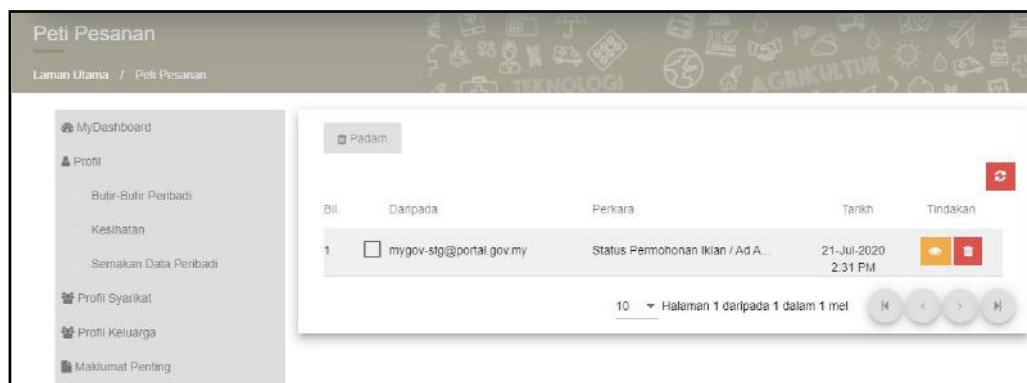 Peti Pesanan
Laman Utama / Peti Pesanan
TEKNOLOGI
AGRIKULTUR
MyDashboard
Profil
Butir-Butir Peribadi
Kesihatan
Semakan Data Peribadi
Profil Syarikat
Profil Keluarga
Maklumat Penting
Padam
Bil. Daripada Perkara Tarikh Tindakan
1 mygov-stg@portal.gov.my Status Permohonan Iklan / Ad A... 21-Jul-2020
2:31 PM
10 Halaman 1 daripada 1 dalam 1 mel